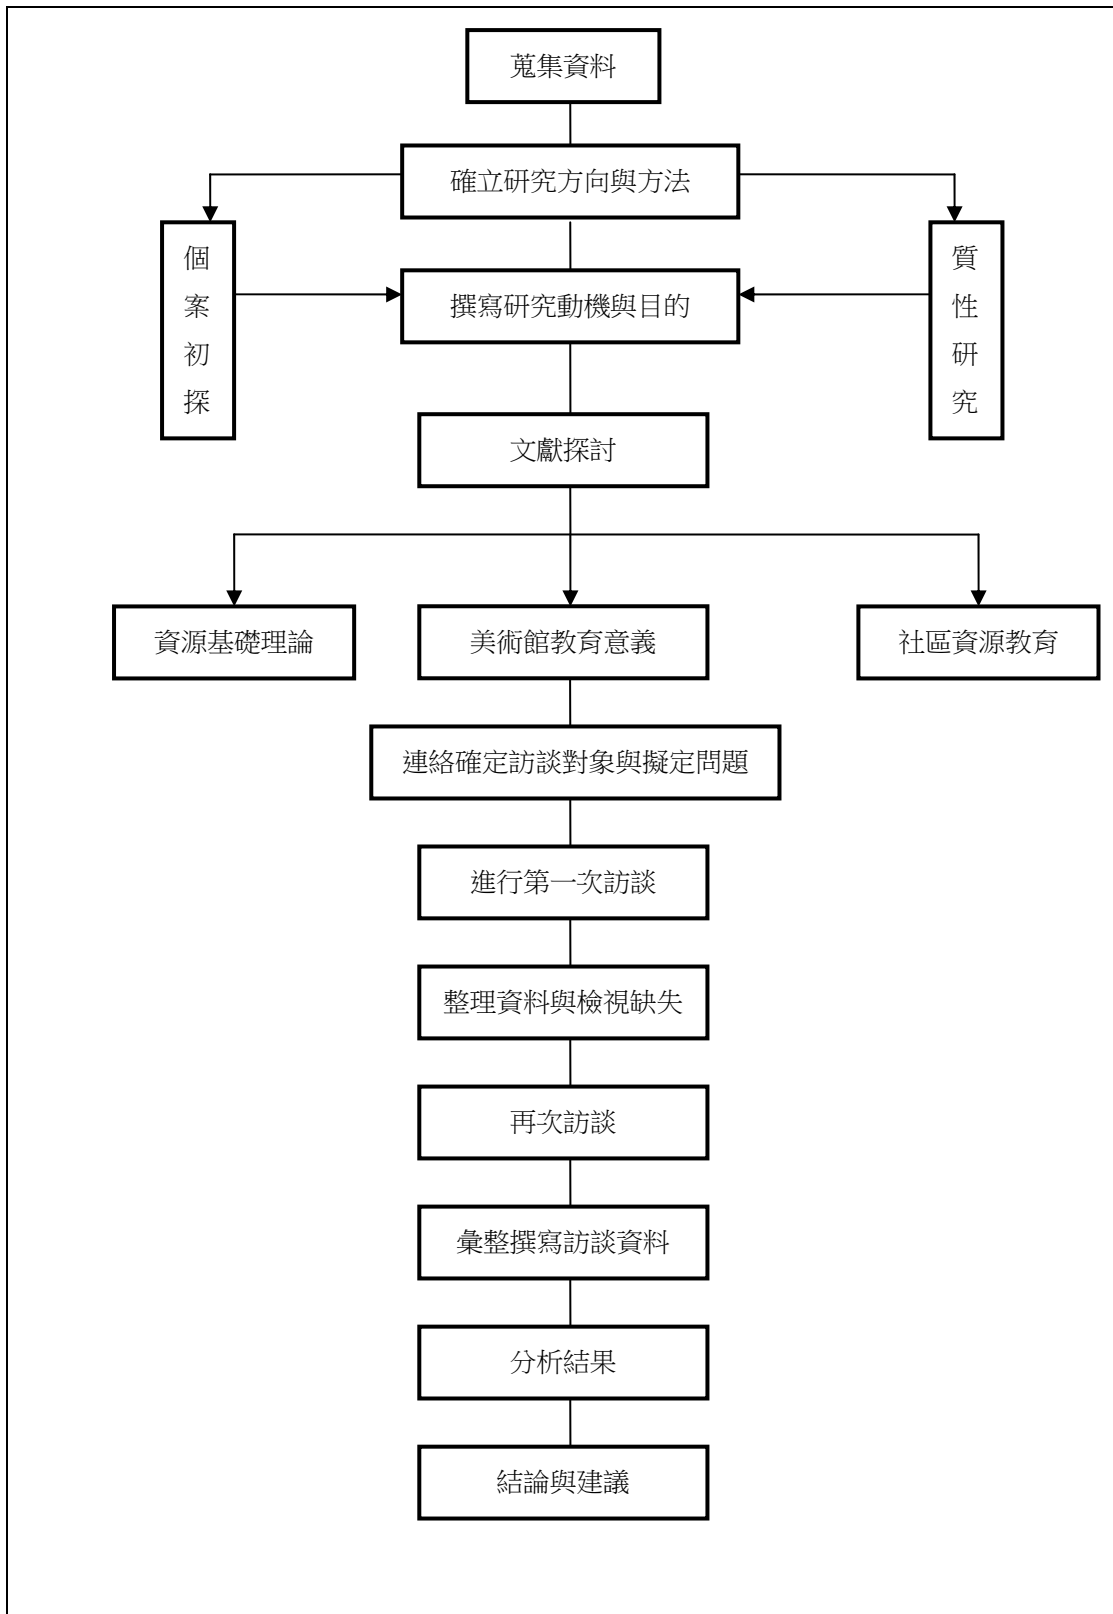 蒐集資料
確立研究方向與方法
個案初探
質性研究
撰寫研究動機與目的
文獻探討
資源基礎理論
美術館教育意義
社區資源教育
連絡確定訪談對象與擬定問題
進行第一次訪談
整理資料與檢視缺失
再次訪談
彙整撰寫訪談資料
分析結果
結論與建議